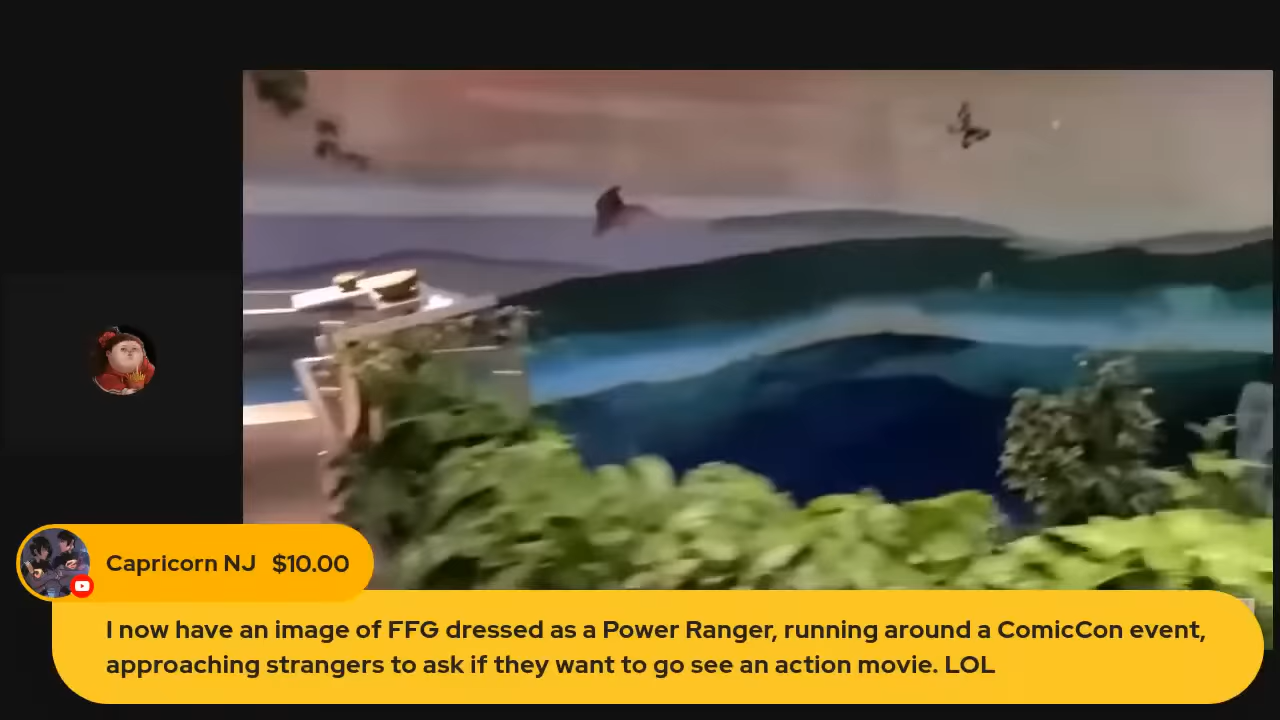 Capricorn NJ $10.00
I now have an image of FFG dressed as a Power Ranger, running around a ComicCon event,
approaching strangers to ask if they want to go see an action movie. LOL